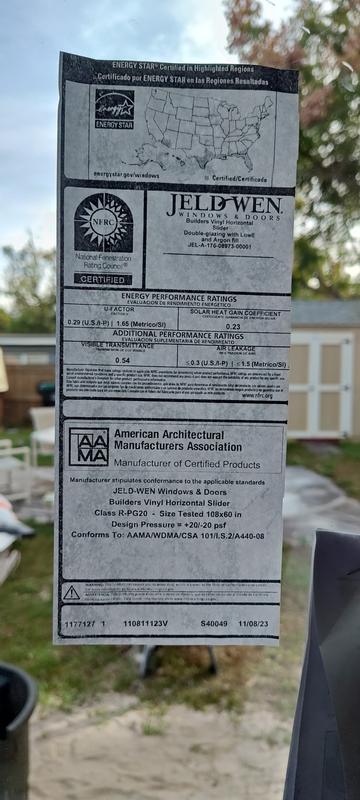 ENERGY STAR® Certified in Highlighted Regions
Certificado por ENERGY STAR en las Regiones Resaltadas
energy
ENERGY STAR
energystar.gov/windows
Certified/Certificada
NFRC
National Fenestration
Rating Council®
CERTIFIED
JELD-WEN
WINDOWS & DOORS
Builders Vinyl Horizontal
Slider
Double-glazing with LowE
and Argon fill
JEL-A-176-08973-00001
ENERGY PERFORMANCE RATINGS
EVALUACION DE RENDIMIENTO
U-FACTOR
SOLAR HEAT GAIN COEFFICIENT
0.29 (U.S./I-P) | 1.65 (Metrico/SI)
0.23
ADDITIONAL PERFORMANCE RATINGS
EVALUACION SUPLEMENTARIA DE RENDIMIENTO
VISIBLE TRANSMITTANCE
AIR LEAKAGE
0.54
≤ 0.3 (U.S./I-P) | ≤ 1.5 (Metrico/SI)
www.nfrc.org
AAMA
American Architectural
Manufacturers Association
Manufacturer of Certified Products
Manufacturer stipulates conformance to the applicable standards
JELD-WEN Windows & Doors
Builders Vinyl Horizontal Slider
Class R-PG20 - Size Tested 108x60 in
Design Pressure = +20/-20 psf
Conforms To: AAMA/WDMA/CSA 101/I.S.2/A440-08
WARNING:
1177127 1 110811123V S40049 11/08/23